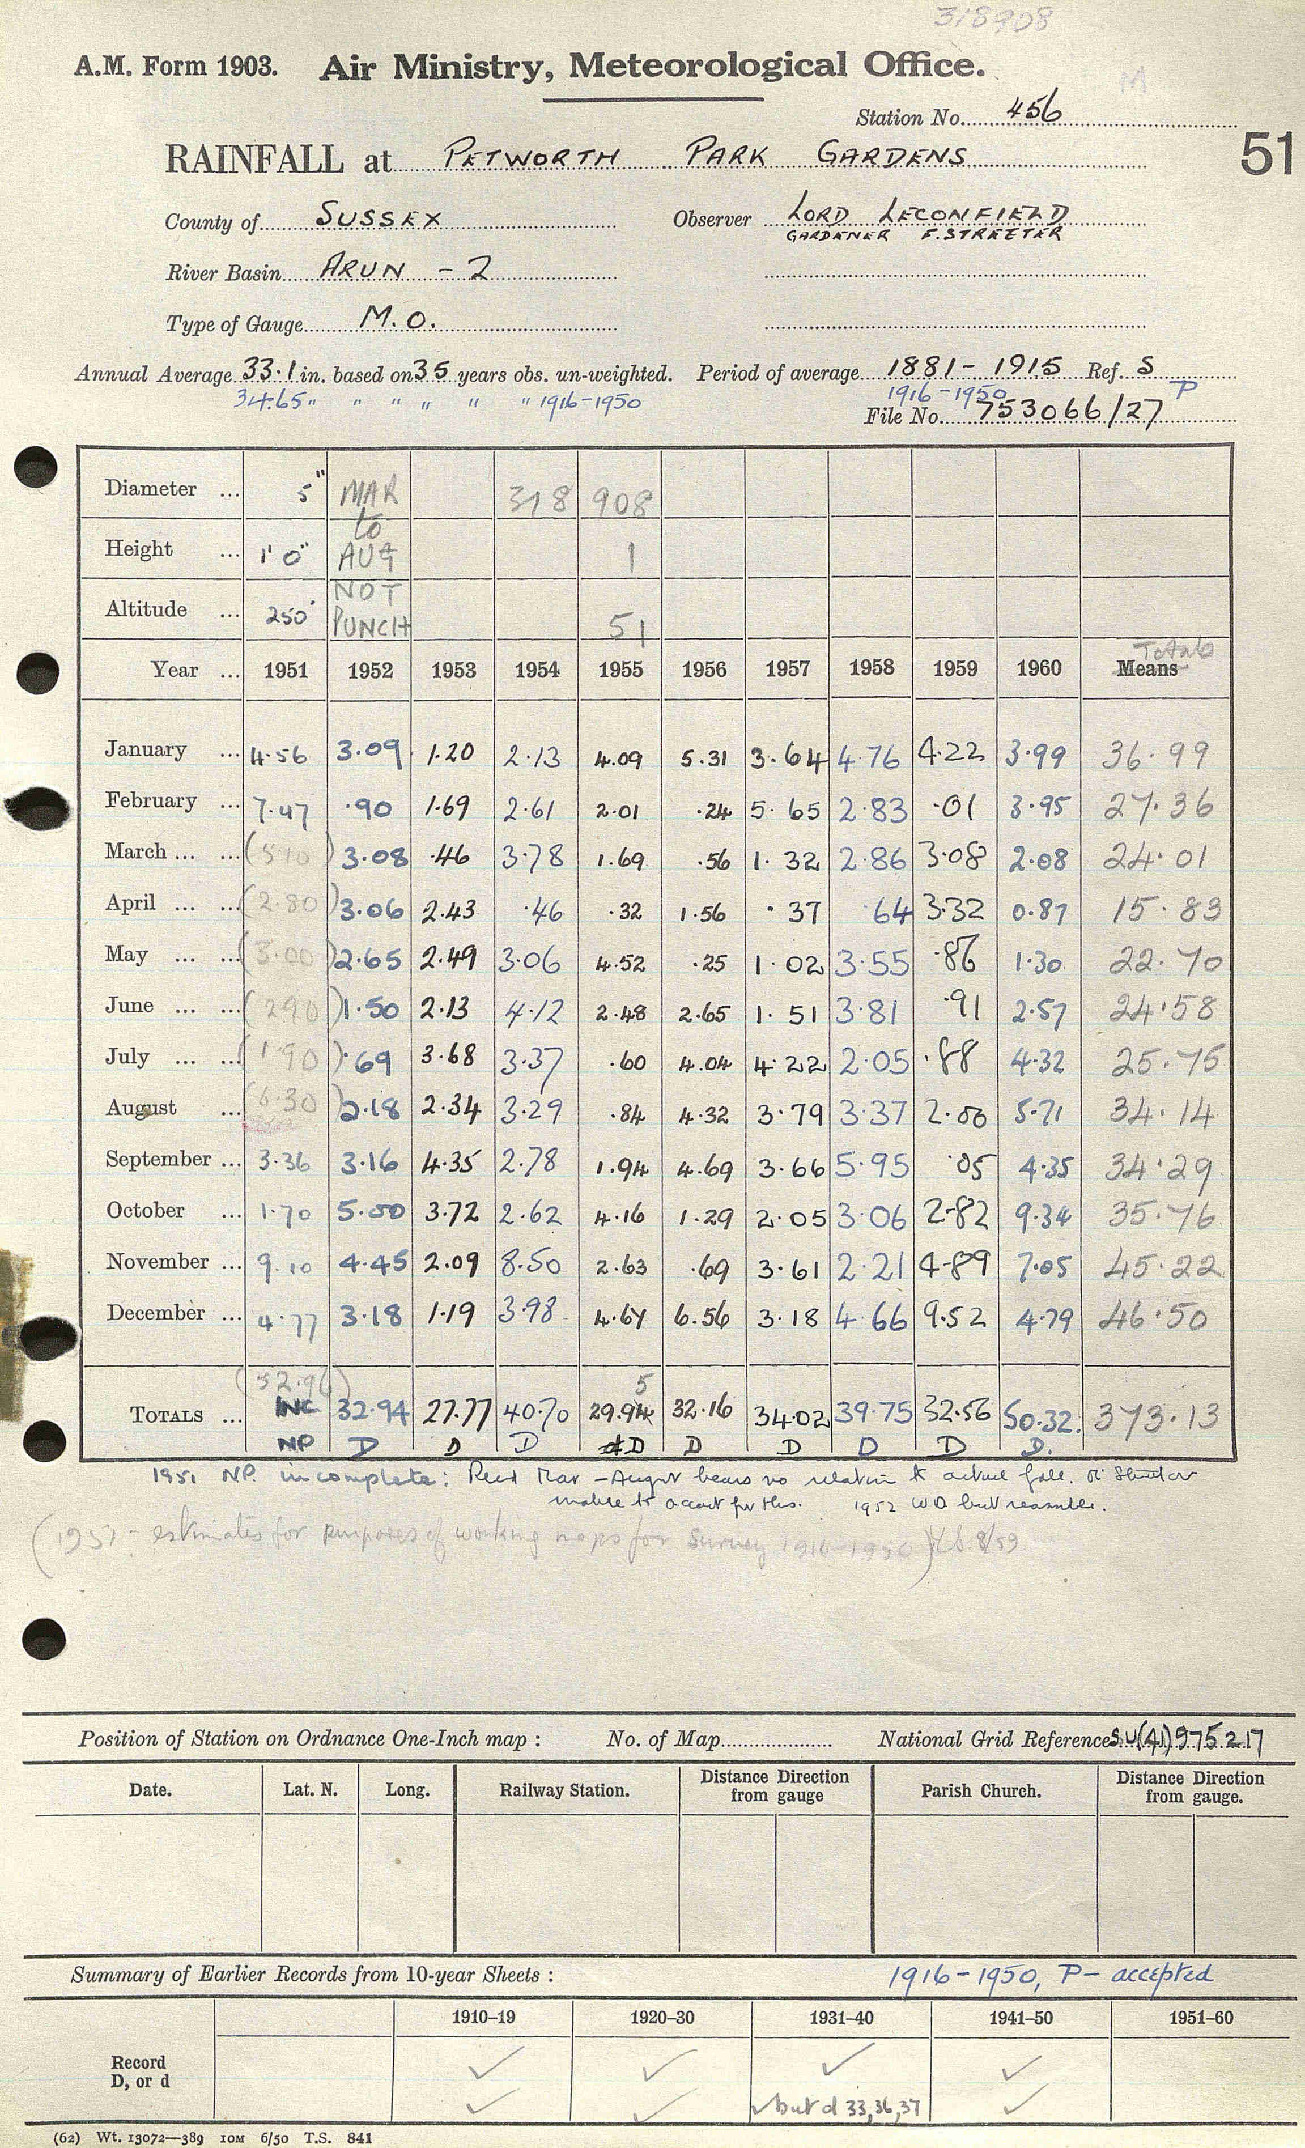 318908
A.M. Form 1903. Air Ministry, Meteorological Office.
M
Station No. 456
RAINFALL at PETWORTH PARK GARDENS 51
County of SUSSEX Observer LORD LECONFIELD
GARDENER F. STREETER
River Basin ARUN - 2
Type of Gauge M.O.
Annual Average 33.1 in. based on 35 years obs. un-weighted. Period of average 1881-1915 Ref. S
34.65 " " " " " " 1916-1950 1916-1950 P
File No. 753066/27
Diameter ... 5" MAR 318 908
to
Height ... 1' 0" AUG 1
NOT
Altitude ... 250' PUNCH 51
Totals
Year ... 1951 1952 1953 1954 1955 1956 1957 1958 1959 1960 Means
January ... 4.56 3.09 1.20 2.13 4.09 5.31 3.64 4.76 4.22 3.99 36.99
February ... 7.47 .90 1.69 2.61 2.01 .24 5.65 2.83 .01 3.95 27.36
March ... ... (5.10) 3.08 .46 3.78 1.69 .56 1.32 2.86 3.08 2.08 24.01
April ... ... (2.80) 3.06 2.43 .46 .32 1.56 .37 .64 3.32 0.87 15.83
May ... ... (3.00) 2.65 2.49 3.06 4.52 .25 1.02 3.55 .86 1.30 22.70
June ... ... (2.90) 1.50 2.13 4.12 2.48 2.65 1.51 3.81 .91 2.57 24.58
July ... ... (1.90) .69 3.68 3.37 .60 4.04 4.22 2.05 .88 4.32 25.75
August ... (6.30) 2.18 2.34 3.29 .84 4.32 3.79 3.37 2.00 5.71 34.14
September ... 3.36 3.16 4.35 2.78 1.94 4.69 3.66 5.95 .05 4.35 34.29
October ... 1.70 5.00 3.72 2.62 4.16 1.29 2.05 3.06 2.82 9.34 35.76
November ... 9.10 4.45 2.09 8.50 2.63 .69 3.61 2.21 4.89 7.05 45.22
December ... 4.77 3.18 1.19 3.98 4.67 6.56 3.18 4.66 9.52 4.79 46.50
(52.96) 5
TOTALS ... INC 32.94 27.77 40.70 29.94 32.16 34.02 39.75 32.56 50.32 373.13
NP D D D D D D D D D.
1951 NP. incomplete: Read Mar - August bears no relation to actual fall. Mr Streeter
unable to account for this. 1952 WD but reasonable.
(1951 - estimates for purposes of working maps for Survey 1916-1950) 8/59
Position of Station on Ordnance One-Inch map : No. of Map National Grid Reference SU(41)975217
Date. Lat. N. Long. Railway Station. Distance Direction from gauge Parish Church. Distance Direction from gauge.
Summary of Earlier Records from 10-year Sheets : 1916-1950, P- accepted
1910–19 1920–30 1931–40 1941–50 1951–60
Record ✓ ✓ ✓ ✓
D, or d ✓ ✓ ✓ but d 33,36,37 ✓
(62) Wt. 13072—389 10M 6/50 T.S. 841